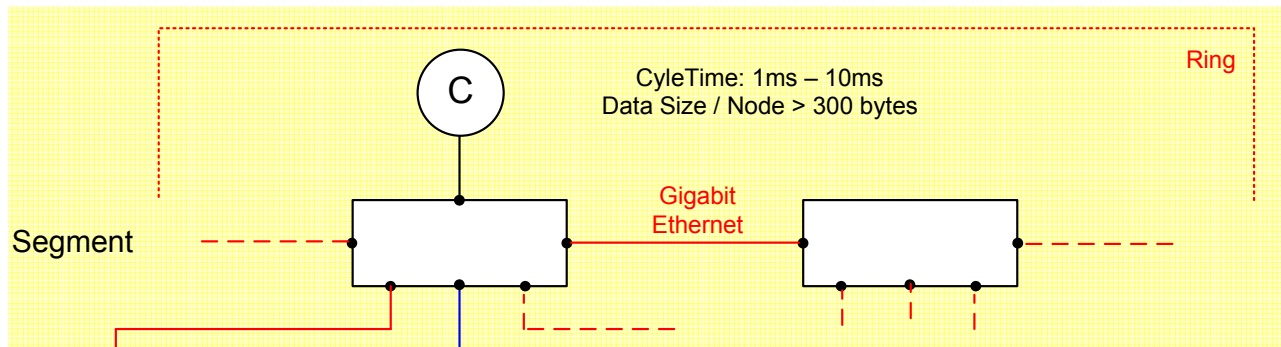 Ring
C
CyleTime: 1ms – 10ms
Data Size / Node > 300 bytes
Gigabit
Ethernet
Segment